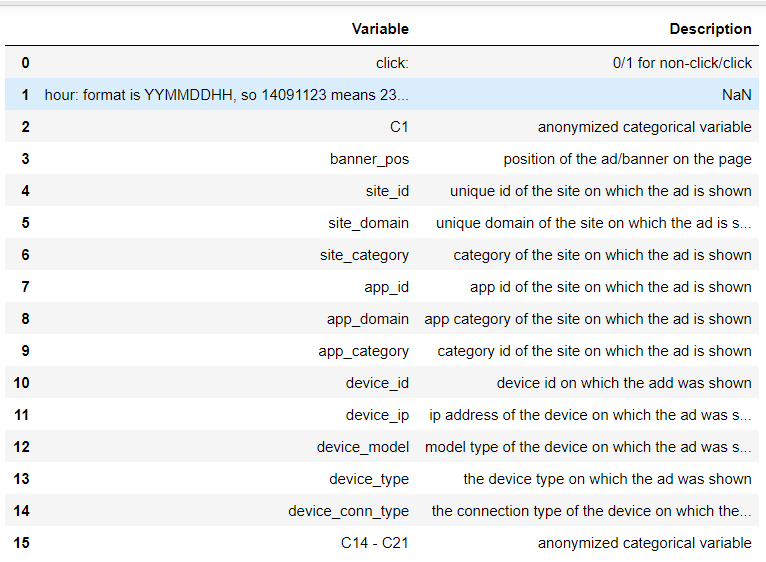 Variable Description
0 click: 0/1 for non-click/click
1 hour: format is YYMMDDHH, so 14091123 means 23... NaN
2 C1 anonymized categorical variable
3 banner_pos position of the ad/banner on the page
4 site_id unique id of the site on which the ad is shown
5 site_domain unique domain of the site on which the ad is s...
6 site_category category of the site on which the ad is shown
7 app_id app id of the site on which the ad is shown
8 app_domain app category of the site on which the ad is shown
9 app_category category id of the site on which the ad is shown
10 device_id device id on which the add was shown
11 device_ip ip address of the device on which the ad was s...
12 device_model model type of the device on which the ad was s...
13 device_type the device type on which the ad was shown
14 device_conn_type the connection type of the device on which the...
15 C14 - C21 anonymized categorical variable